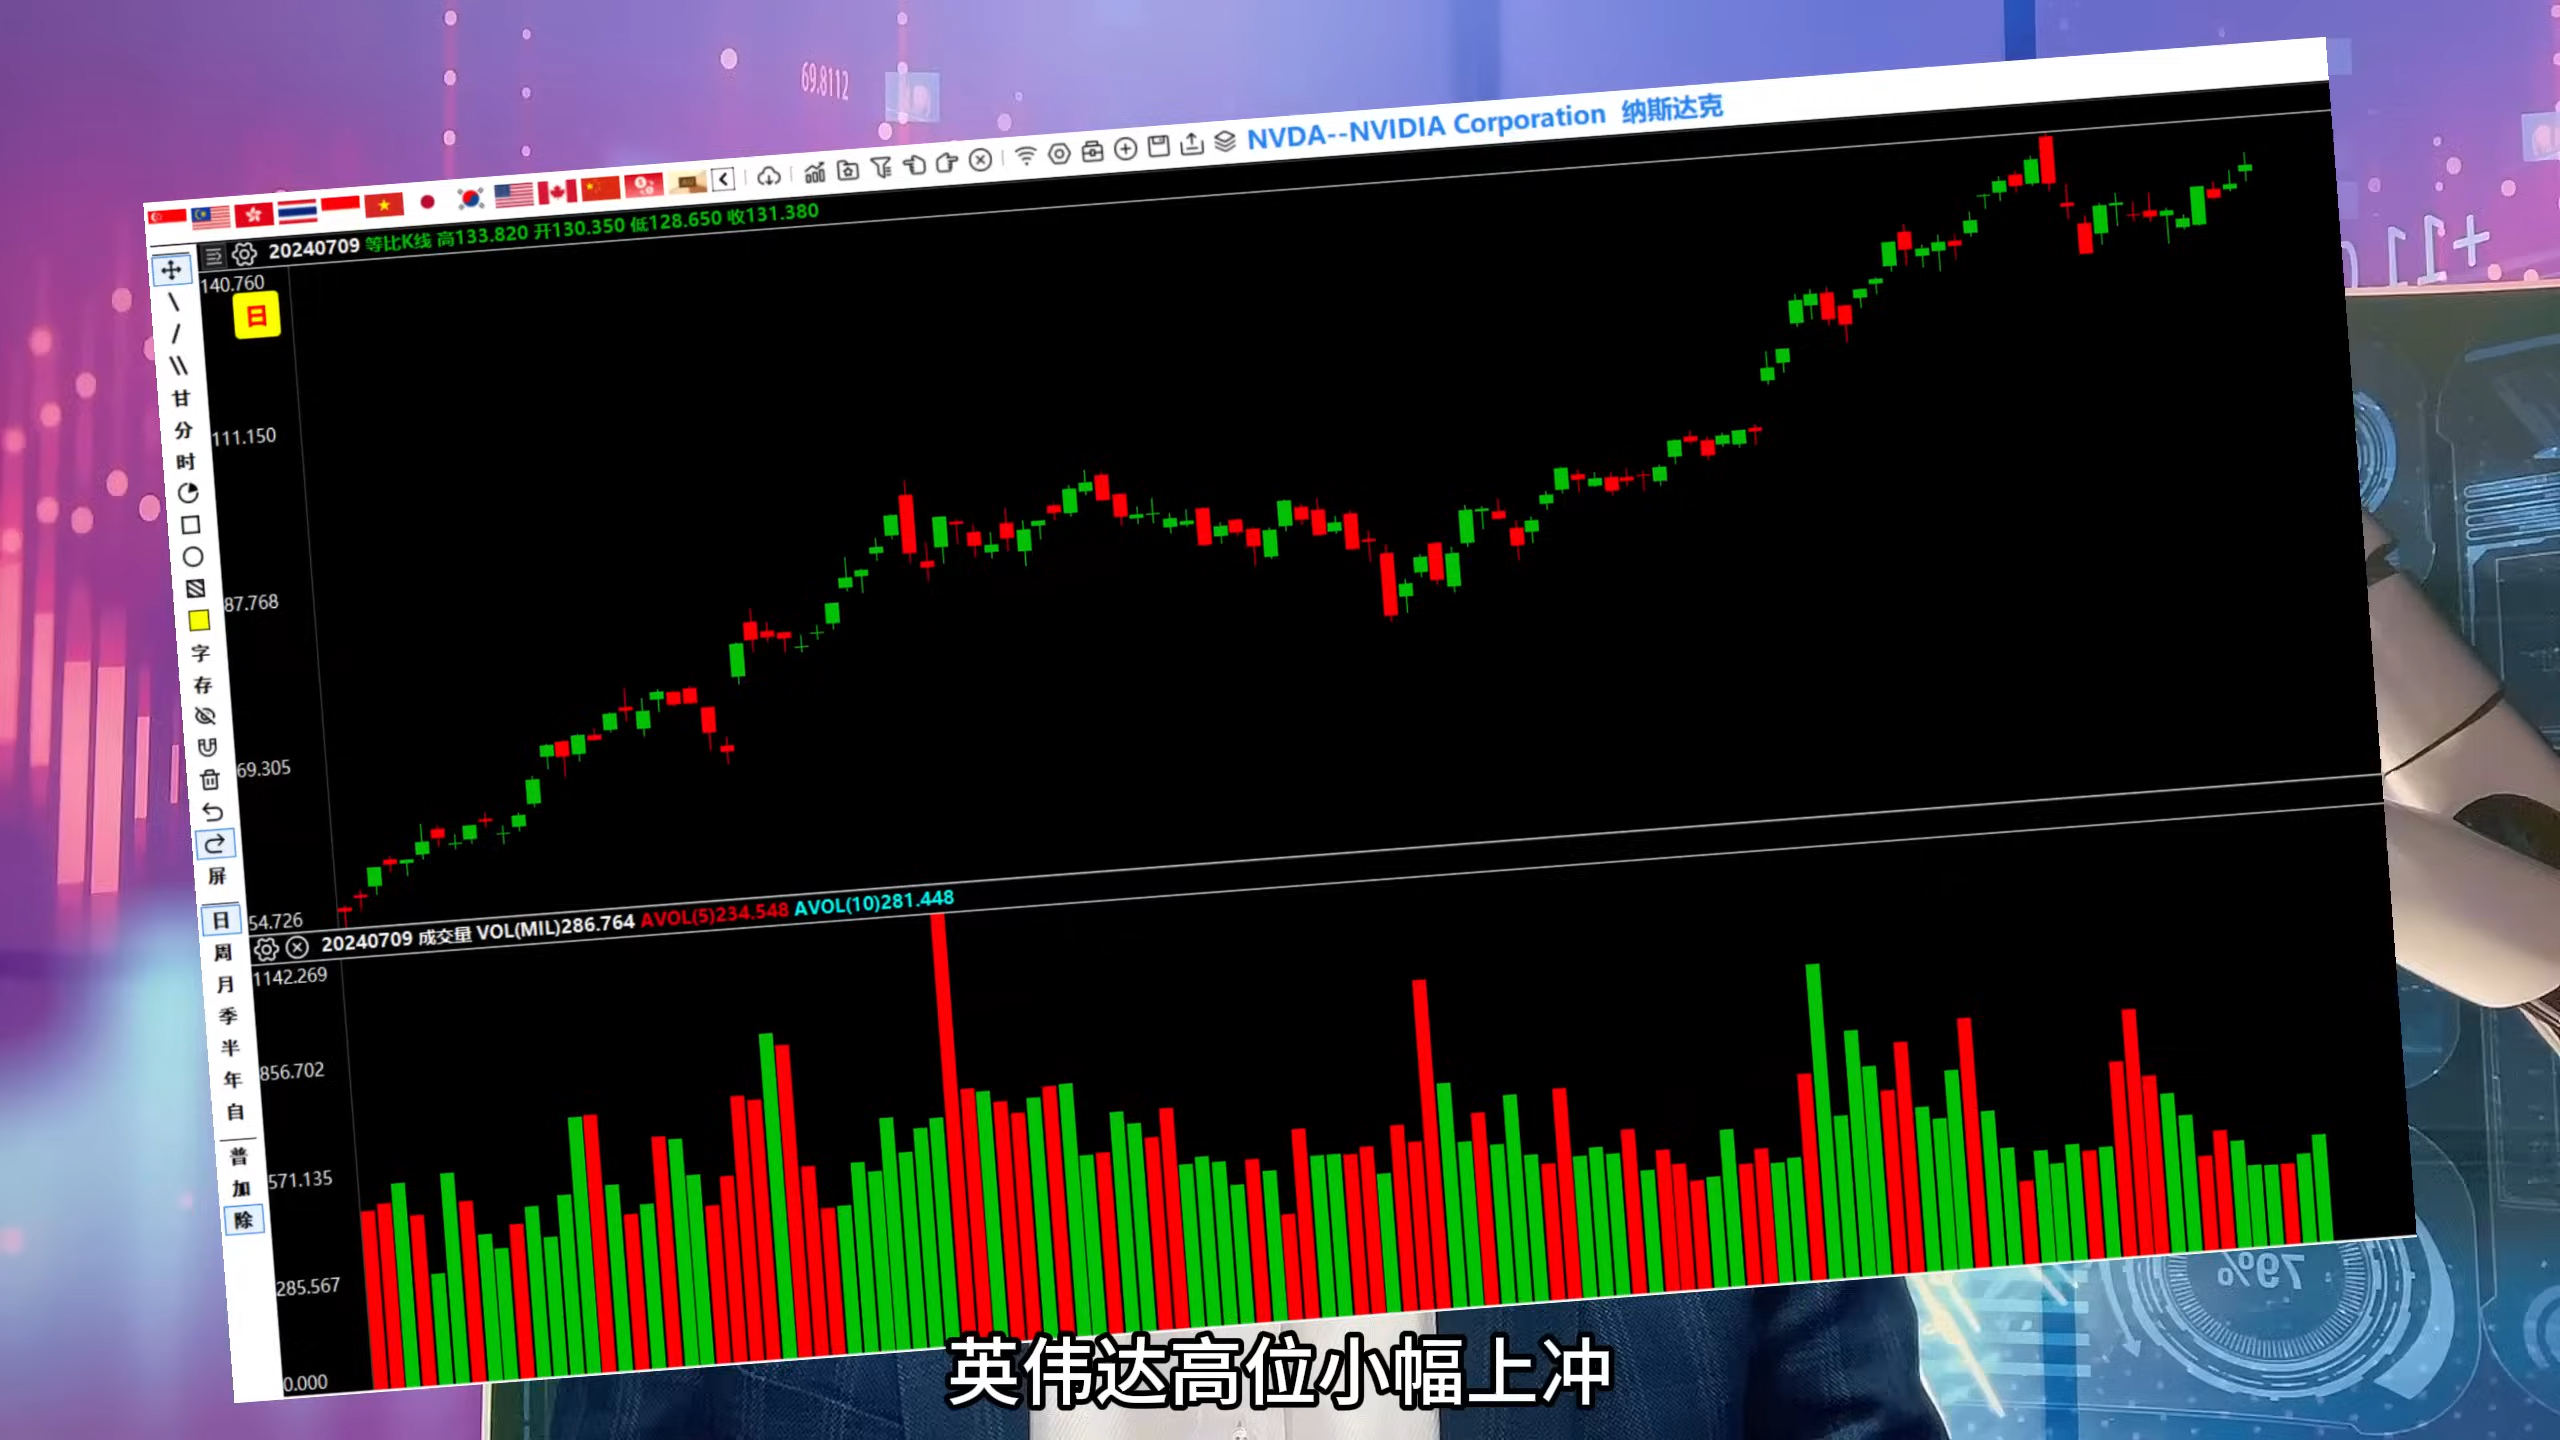 69.8112
NVDA--NVIDIA Corporation 纳斯达克
20240709 等比K线 高133.820 开130.350 低128.650 收131.380
140.760
日
111.150
87.768
69.305
54.726
甘
分
时
字
存
屏
日
周
月
季
半
年
自
普
加
除
20240709 成交量 VOL(MIL)286.764 AVOL(5)234.548 AVOL(10)281.448
1142.269
856.702
571.135
285.567
0.000
76%
英伟达高位小幅上冲